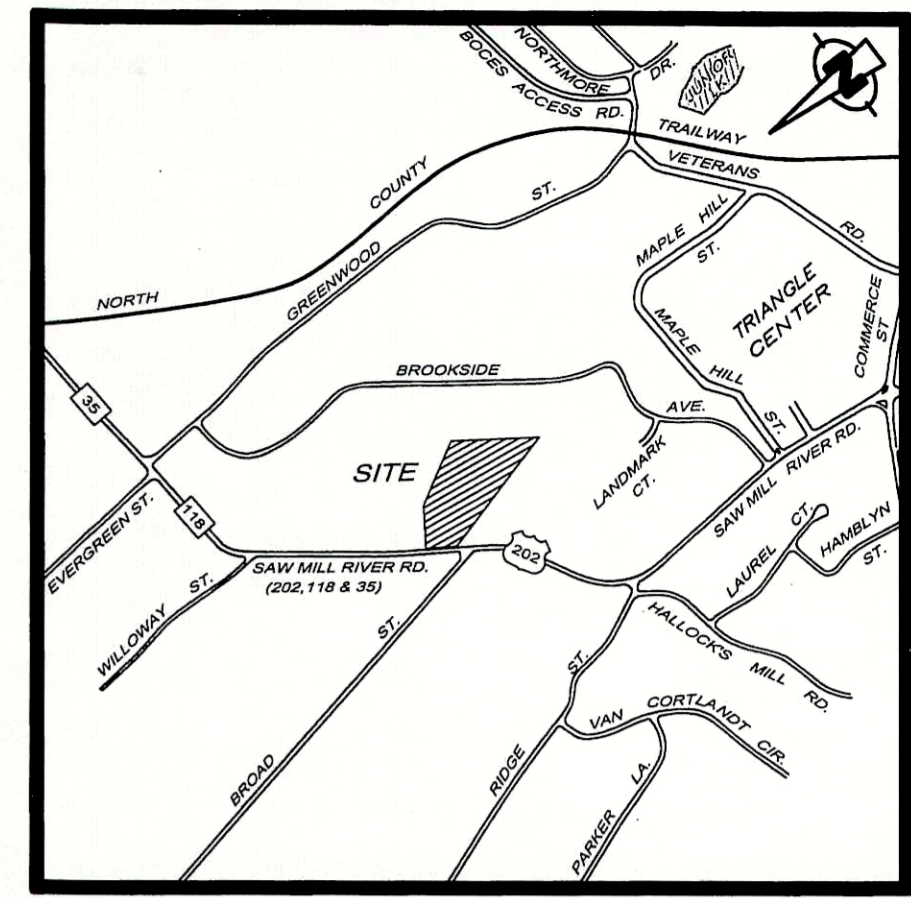 BOCES ACCESS RD.
NORTHMORE DR.
JUNIOR
N
NORTH COUNTY TRAILWAY
VETERANS RD.
GREENWOOD ST.
MAPLE HILL ST.
TRIANGLE
CENTER
COMMERCE ST
MAPLE HILL ST.
BROOKSIDE AVE.
35
SITE
LANDMARK
CT.
SAW MILL RIVER RD.
118
202
EVERGREEN ST.
SAW MILL RIVER RD.
(202,118 & 35)
LAUREL CT.
HAMBLYN
ST.
WILLOWAY ST.
HALLOCK'S MILL RD.
BROAD ST.
RIDGE ST.
VAN CORTLANDT CIR.
PARKER LA.